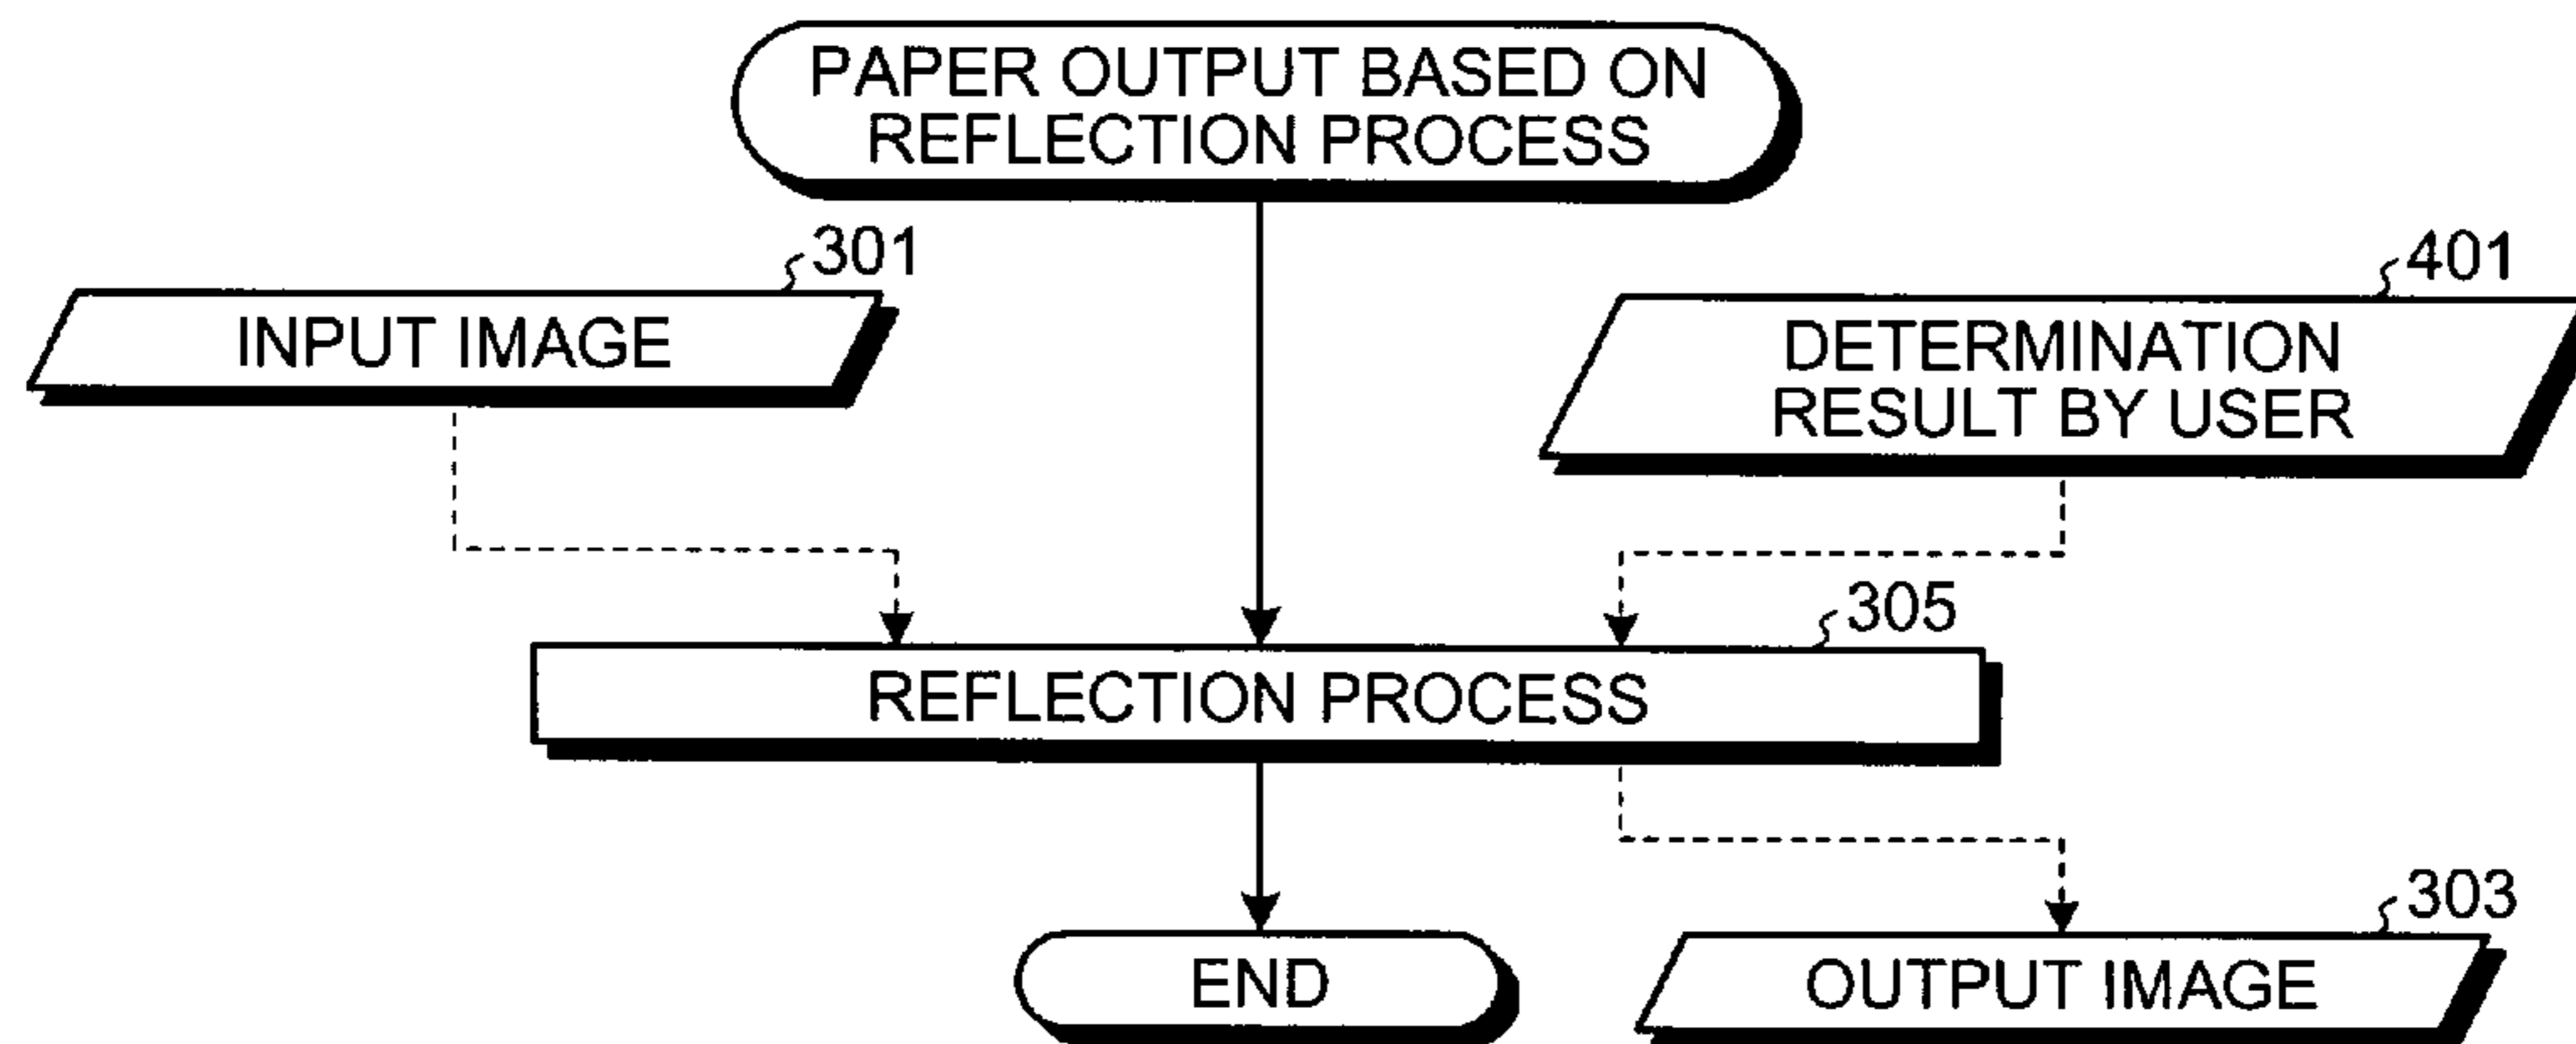 PAPER OUTPUT BASED ON
REFLECTION PROCESS
301
INPUT IMAGE
401
DETERMINATION
RESULT BY USER
305
REFLECTION PROCESS
END
303
OUTPUT IMAGE